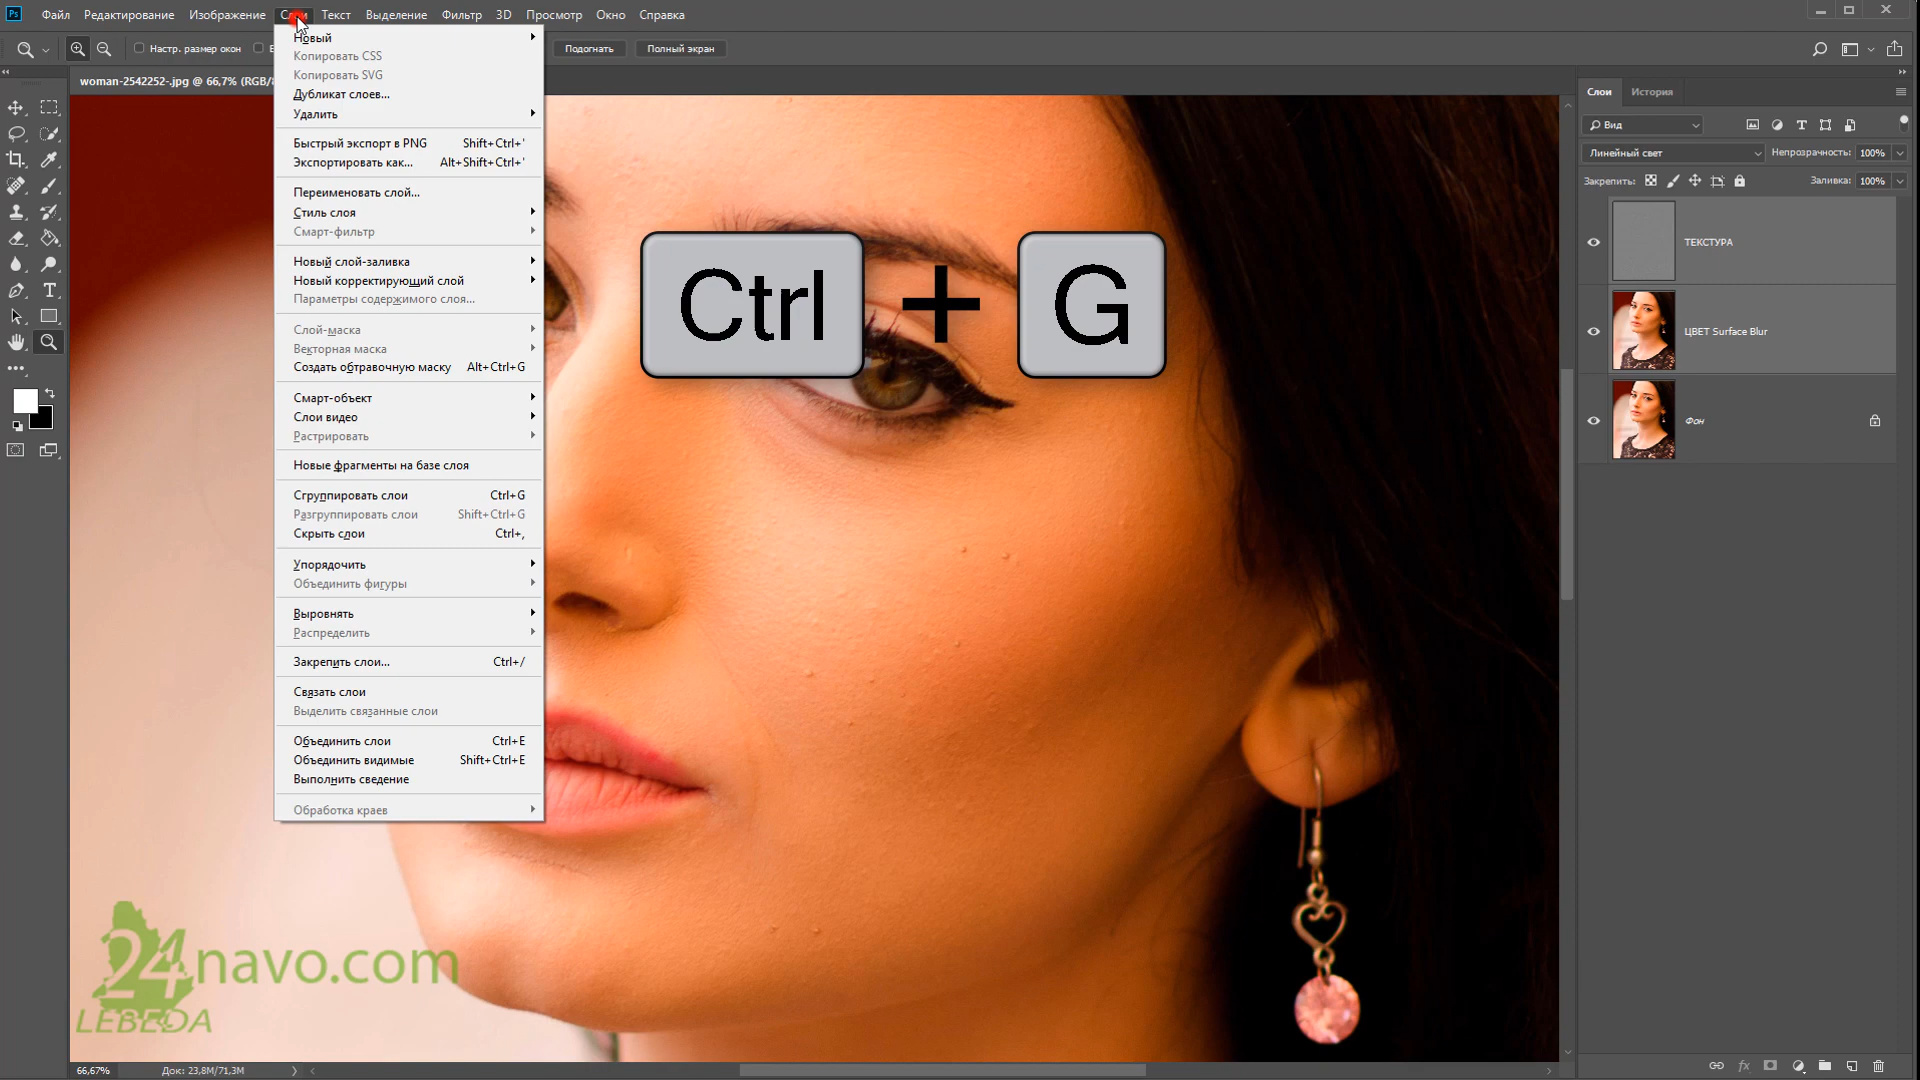 Ps Файл Редактирование Изображение Слои Текст Выделение Фильтр 3D Просмотр Окно Справка
Настр. размер окон Подогнать Полный экран
woman-2542252-.jpg @ 66,7% (RGB/
Новый
Копировать CSS
Копировать SVG
Дубликат слоев...
Удалить
Быстрый экспорт в PNG Shift+Ctrl+'
Экспортировать как... Alt+Shift+Ctrl+'
Переименовать слой...
Стиль слоя
Смарт-фильтр
Новый слой-заливка
Новый корректирующий слой
Параметры содержимого слоя...
Слой-маска
Векторная маска
Создать обтравочную маску Alt+Ctrl+G
Смарт-объект
Слои видео
Растрировать
Новые фрагменты на базе слоя
Сгруппировать слои Ctrl+G
Разгруппировать слои Shift+Ctrl+G
Скрыть слои Ctrl+,
Упорядочить
Объединить фигуры
Выровнять
Распределить
Закрепить слои... Ctrl+/
Связать слои
Выделить связанные слои
Объединить слои Ctrl+E
Объединить видимые Shift+Ctrl+E
Выполнить сведение
Обработка краев
Ctrl + G
Слои История
Вид
Линейный свет Непрозрачность: 100%
Закрепить: Заливка: 100%
ТЕКСТУРА
ЦВЕТ Surface Blur
Фон
24navo.com
LEBEDA
66,67% Док: 23,8M/71,3M